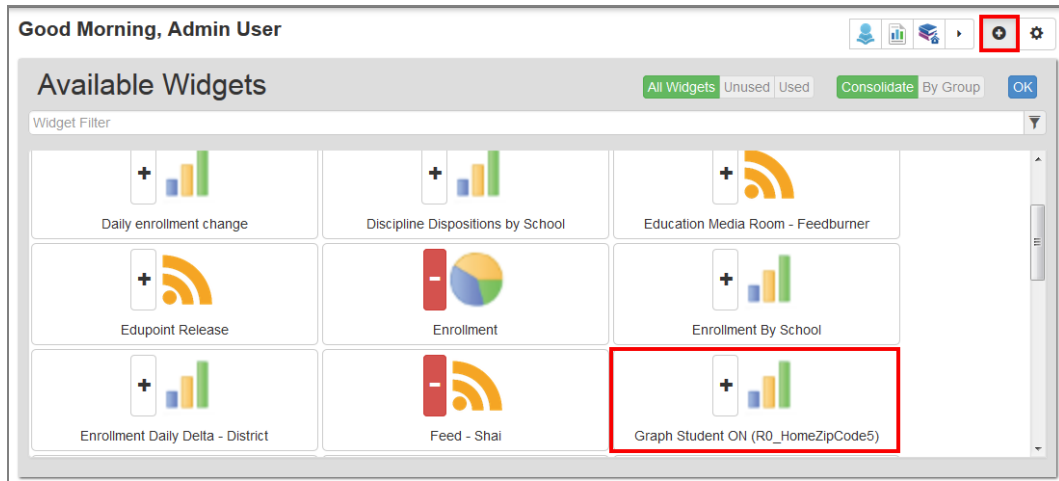 Good Morning, Admin User
Available Widgets
All Widgets Unused Used Consolidate By Group OK
Widget Filter
Daily enrollment change Discipline Dispositions by School Education Media Room - Feedburner
Edupoint Release Enrollment Enrollment By School
Enrollment Daily Delta - District Feed - Shai Graph Student ON (R0_HomeZipCode5)